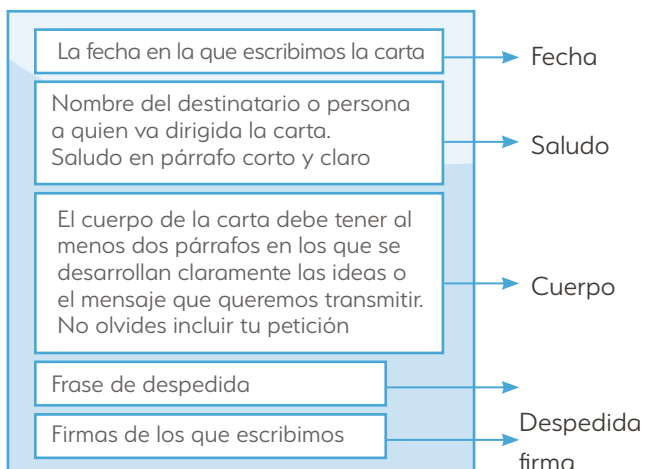 La fecha en la que escribimos la carta
Fecha
Nombre del destinatario o persona
a quien va dirigida la carta.
Saludo en párrafo corto y claro
Saludo
El cuerpo de la carta debe tener al
menos dos párrafos en los que se
desarrollan claramente las ideas o
el mensaje que queremos transmitir.
No olvides incluir tu petición
Cuerpo
Frase de despedida
Firmas de los que escribimos
Despedida
firma